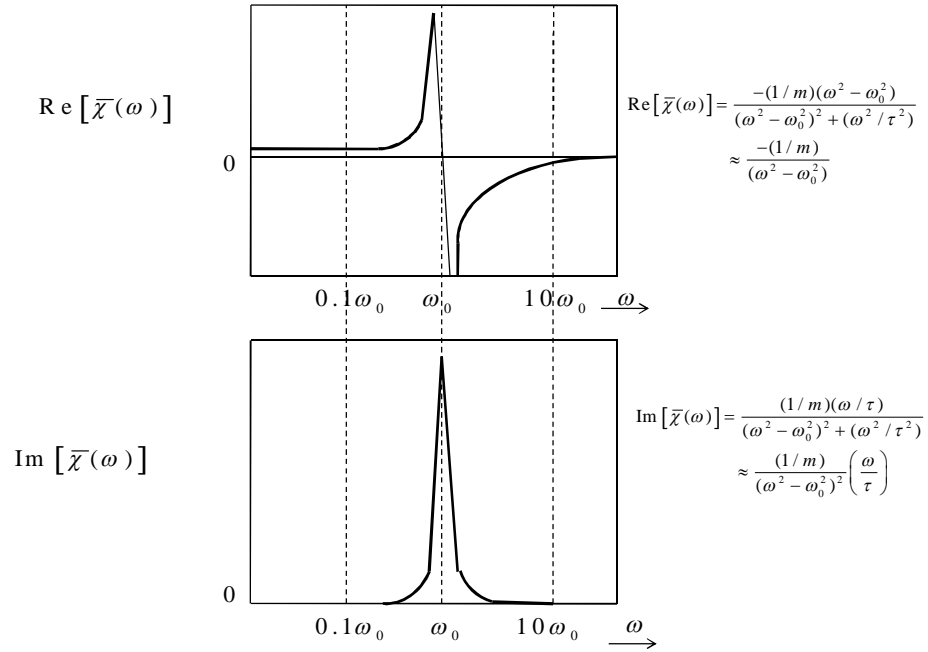 Re[χ̅(ω)]
0
0.1ω₀ ω₀ 10ω₀ ω
Re[χ̅(ω)] = −(1/m)(ω² − ω₀²) / ((ω² − ω₀²)² + (ω²/τ²))
≈ −(1/m) / (ω² − ω₀²)
Im[χ̅(ω)]
0
0.1ω₀ ω₀ 10ω₀ ω
Im[χ̅(ω)] = (1/m)(ω/τ) / ((ω² − ω₀²)² + (ω²/τ²))
≈ (1/m) / (ω² − ω₀²)² (ω/τ)